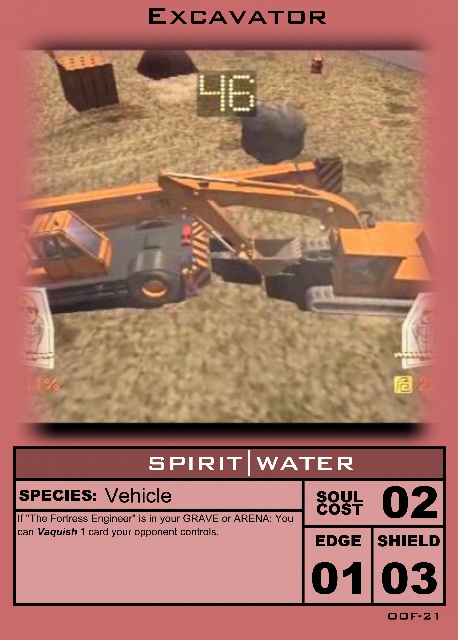 EXCAVATOR
46
SPIRIT|WATER
SPECIES: Vehicle
SOUL COST 02
If "The Fortress Engineer" is in your GRAVE or ARENA: You
can Vaquish 1 card your opponent controls.
EDGE 01
SHIELD 03
OOF-21